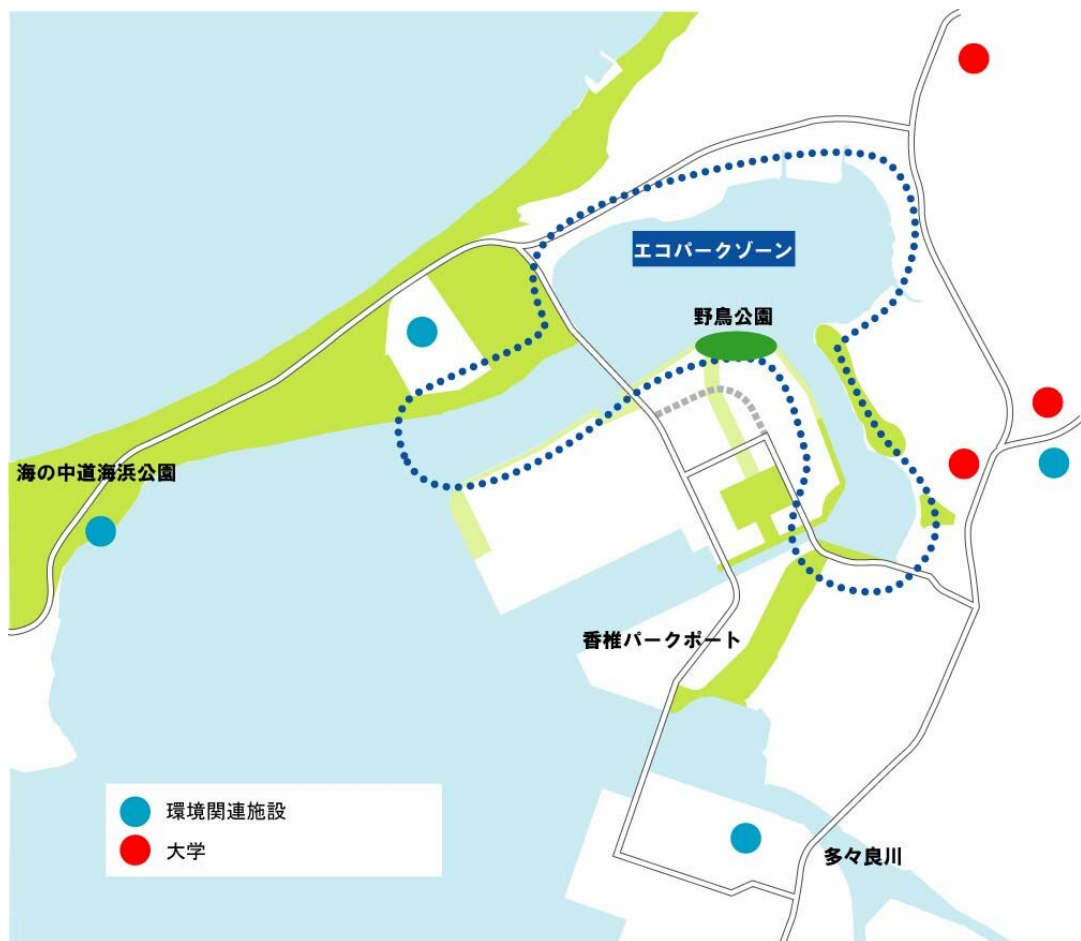 エコパークゾーン
野鳥公園
海の中道海浜公園
香椎パークポート
環境関連施設
大学
多々良川